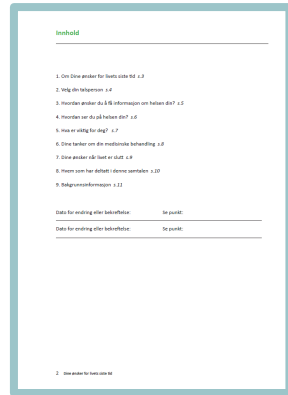 Innhold
1. Om Dine ønsker for livets siste tid s.3
2. Velg din talsperson s.4
3. Hvordan ønsker du å få informasjon om helsen din? s.5
4. Hvordan ser du på helsen din? s.6
5. Hva er viktig for deg? s.7
6. Dine tanker om din medisinske behandling s.8
7. Dine ønsker når livet er slutt s.9
8. Hvem som har deltatt i denne samtalen s.10
9. Bakgrunnsinformasjon s.11
Dato for endring eller bekreftelse: Se punkt:
Dato for endring eller bekreftelse: Se punkt:
2 Dine ønsker for livets siste tid